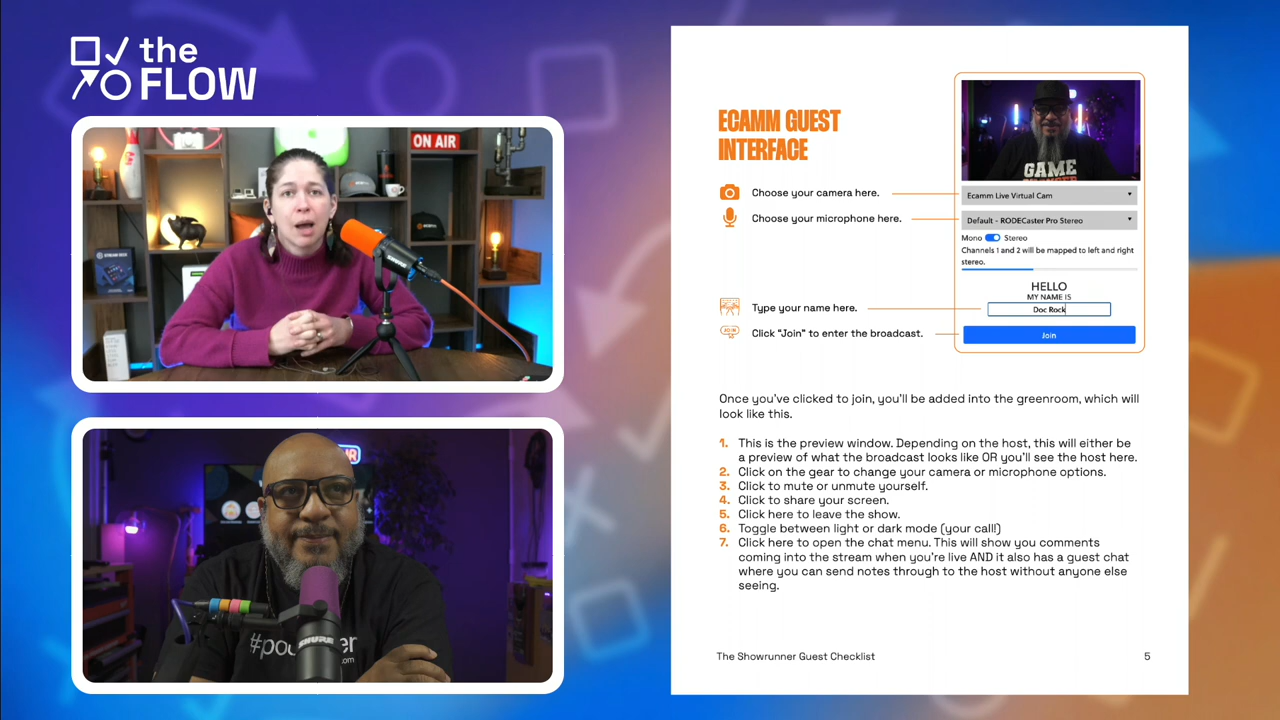 the
FLOW
ON AIR
#po
SHURE
.com
ECAMM GUEST
INTERFACE
Choose your camera here.
Choose your microphone here.
Type your name here.
JOIN
Click “Join” to enter the broadcast.
GAME
Ecamm Live Virtual Cam
Default - RODECaster Pro Stereo
Mono Stereo
Channels 1 and 2 will be mapped to left and right
stereo.
HELLO
MY NAME IS
Doc Rock
Join
Once you’ve clicked to join, you’ll be added into the greenroom, which will
look like this.
1. This is the preview window. Depending on the host, this will either be
a preview of what the broadcast looks like OR you’ll see the host here.
2. Click on the gear to change your camera or microphone options.
3. Click to mute or unmute yourself.
4. Click to share your screen.
5. Click here to leave the show.
6. Toggle between light or dark mode (your call!)
7. Click here to open the chat menu. This will show you comments
coming into the stream when you’re live AND it also has a guest chat
where you can send notes through to the host without anyone else
seeing.
The Showrunner Guest Checklist
5